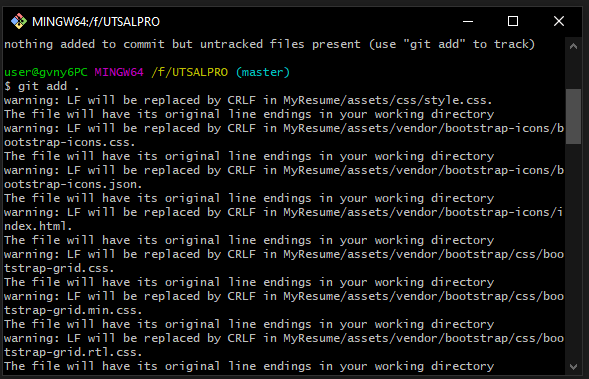 MINGW64:/f/UTSALPRO
nothing added to commit but untracked files present (use "git add" to track)
user@gvny6PC MINGW64 /f/UTSALPRO (master)
$ git add .
warning: LF will be replaced by CRLF in MyResume/assets/css/style.css.
The file will have its original line endings in your working directory
warning: LF will be replaced by CRLF in MyResume/assets/vendor/bootstrap-icons/b
ootstrap-icons.css.
The file will have its original line endings in your working directory
warning: LF will be replaced by CRLF in MyResume/assets/vendor/bootstrap-icons/b
ootstrap-icons.json.
The file will have its original line endings in your working directory
warning: LF will be replaced by CRLF in MyResume/assets/vendor/bootstrap-icons/i
ndex.html.
The file will have its original line endings in your working directory
warning: LF will be replaced by CRLF in MyResume/assets/vendor/bootstrap/css/boo
tstrap-grid.css.
The file will have its original line endings in your working directory
warning: LF will be replaced by CRLF in MyResume/assets/vendor/bootstrap/css/boo
tstrap-grid.min.css.
The file will have its original line endings in your working directory
warning: LF will be replaced by CRLF in MyResume/assets/vendor/bootstrap/css/boo
tstrap-grid.rtl.css.
The file will have its original line endings in your working directory